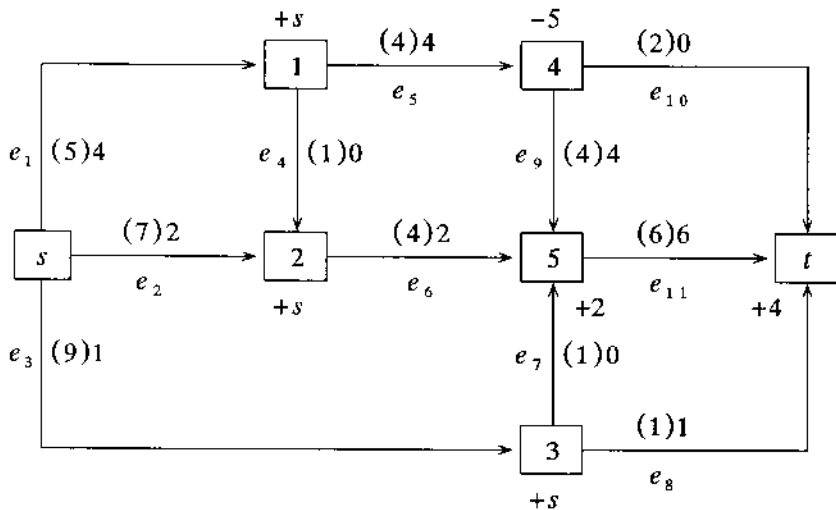 +s -5
1 (4)4 4 (2)0
e₅ e₁₀
e₁ (5)4 e₄ (1)0 e₉ (4)4
s (7)2 2 (4)2 5 (6)6 t
e₂ e₆ e₁₁
+s +2 +4
e₃ (9)1 e₇ (1)0
3 (1)1
e₈
+s